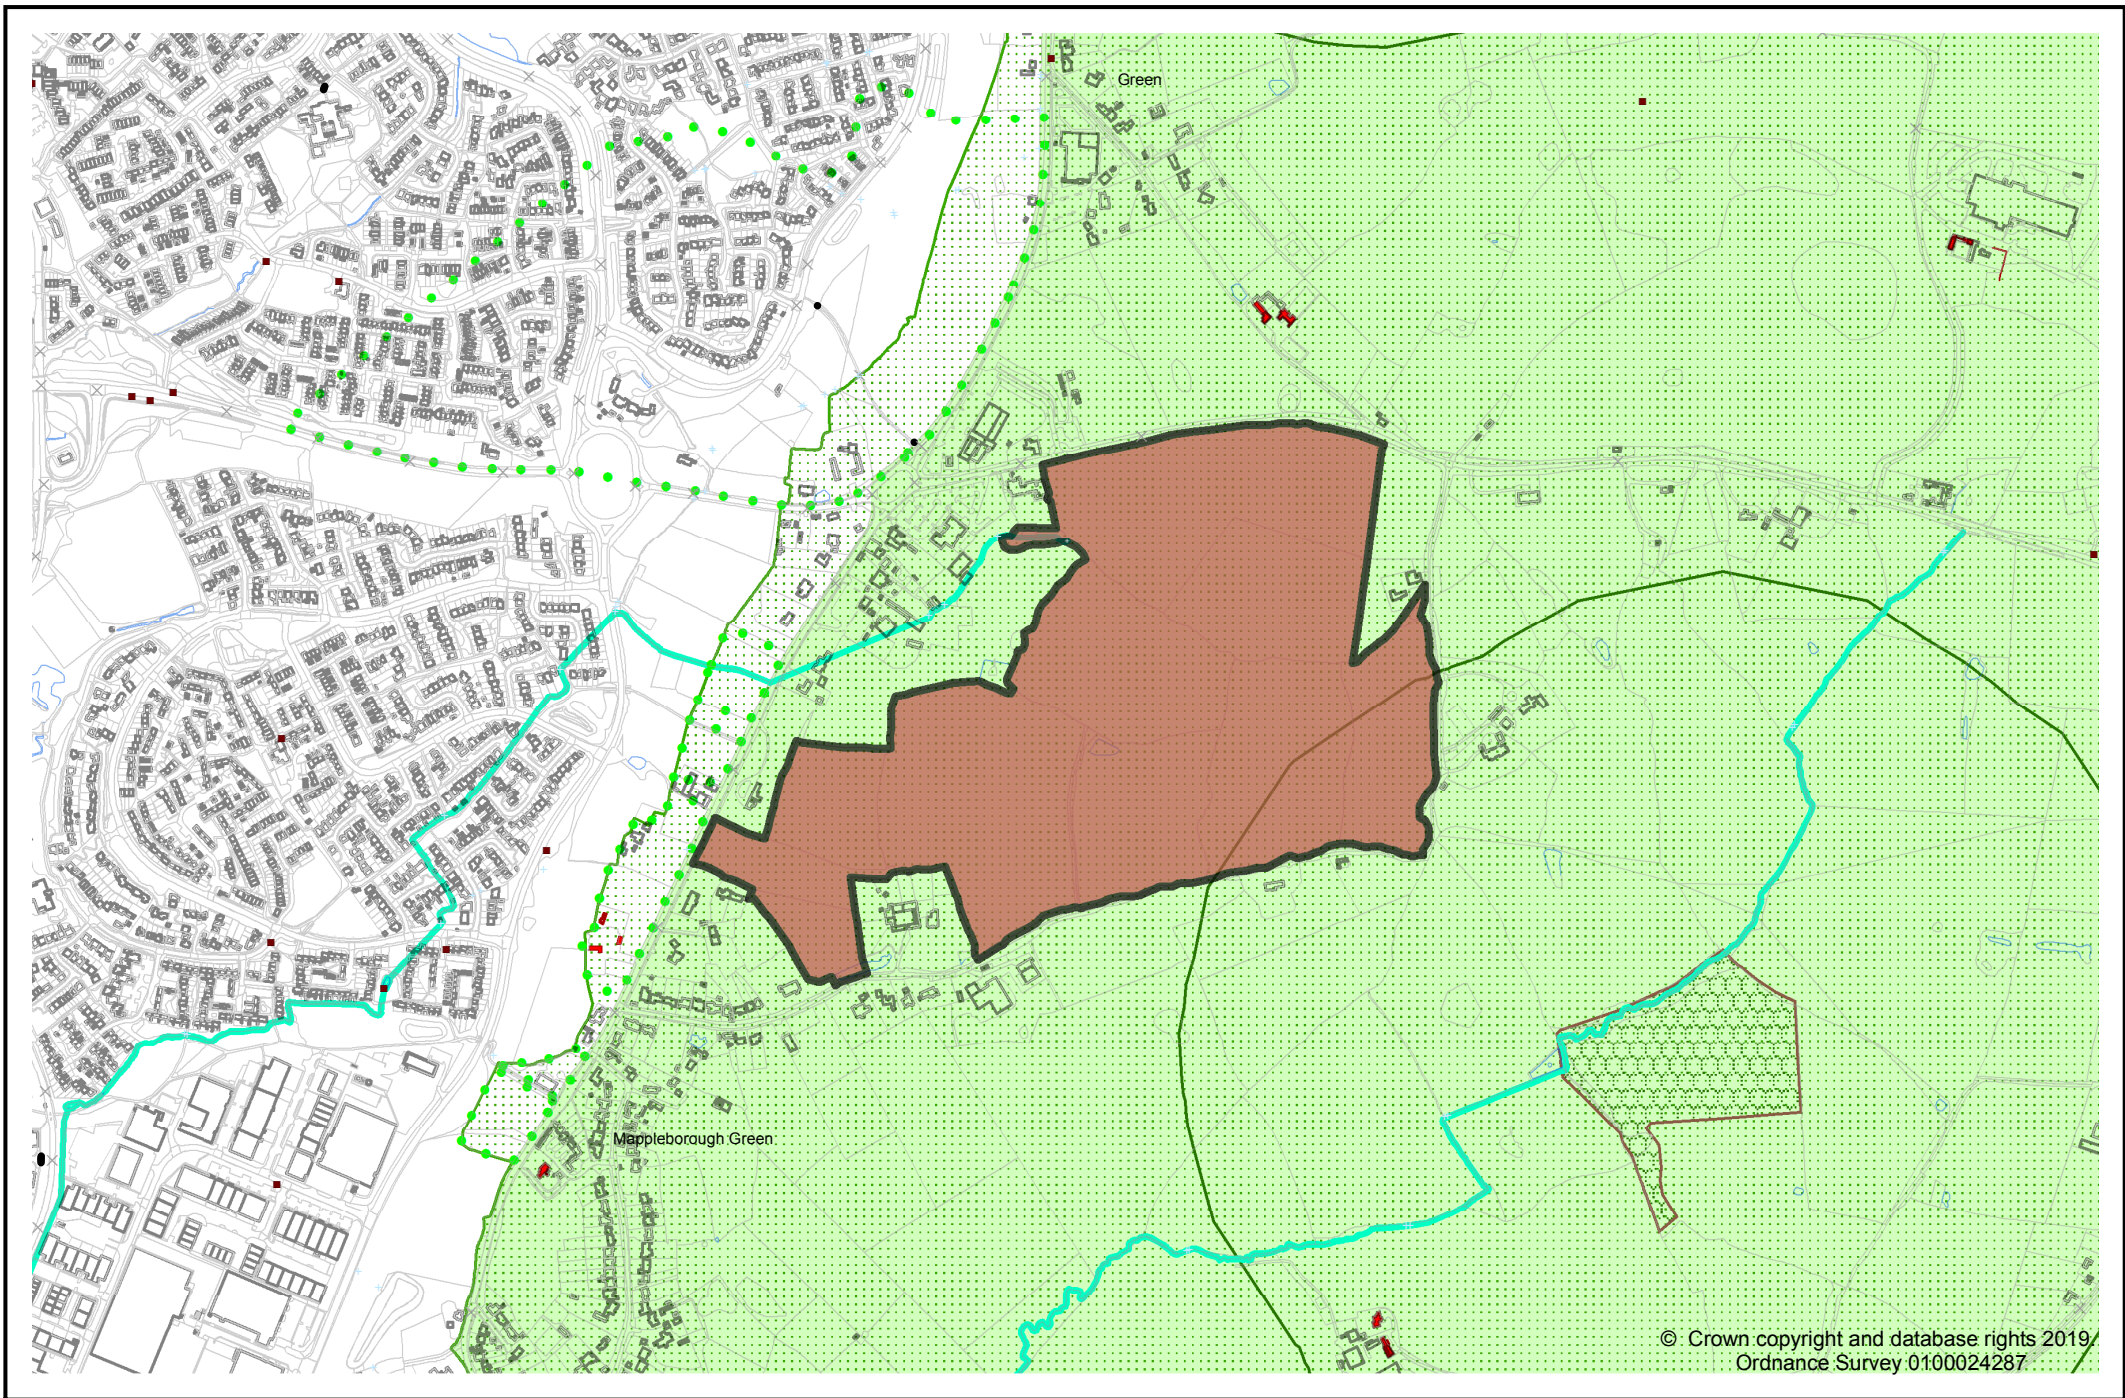 Green
Mappleborough Green
© Crown copyright and database rights 2019.
Ordnance Survey 0100024287